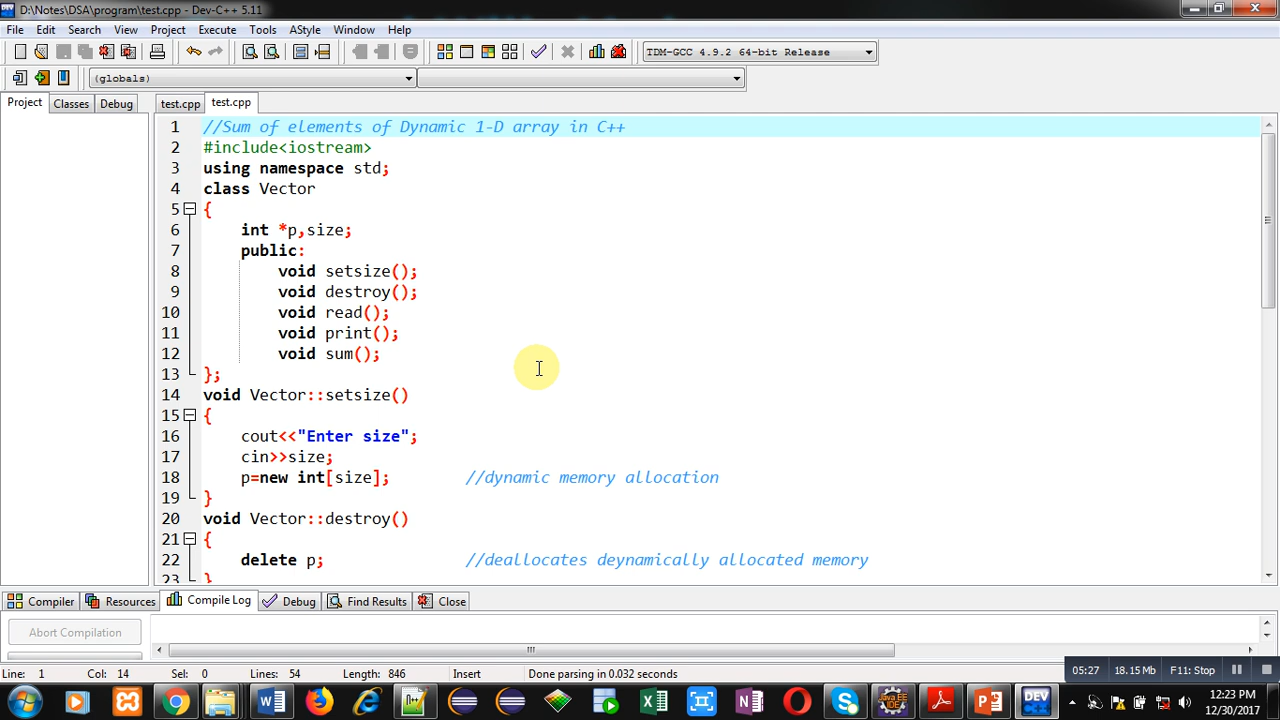 D:\Notes\DSA\program\test.cpp - Dev-C++ 5.11
File Edit Search View Project Execute Tools AStyle Window Help
TDM-GCC 4.9.2 64-bit Release
(globals)
Project Classes Debug test.cpp test.cpp
1 //Sum of elements of Dynamic 1-D array in C++
2 #include<iostream>
3 using namespace std;
4 class Vector
5 {
6 int *p,size;
7 public:
8 void setsize();
9 void destroy();
10 void read();
11 void print();
12 void sum();
13 };
14 void Vector::setsize()
15 {
16 cout<<"Enter size";
17 cin>>size;
18 p=new int[size]; //dynamic memory allocation
19 }
20 void Vector::destroy()
21 {
22 delete p; //deallocates deynamically allocated memory
23 }
Compiler Resources Compile Log Debug Find Results Close
Abort Compilation
Line: 1 Col: 14 Sel: 0 Lines: 54 Length: 846 Insert Done parsing in 0.032 seconds
05:27 18.15 Mb F11: Stop
12:23 PM
12/30/2017